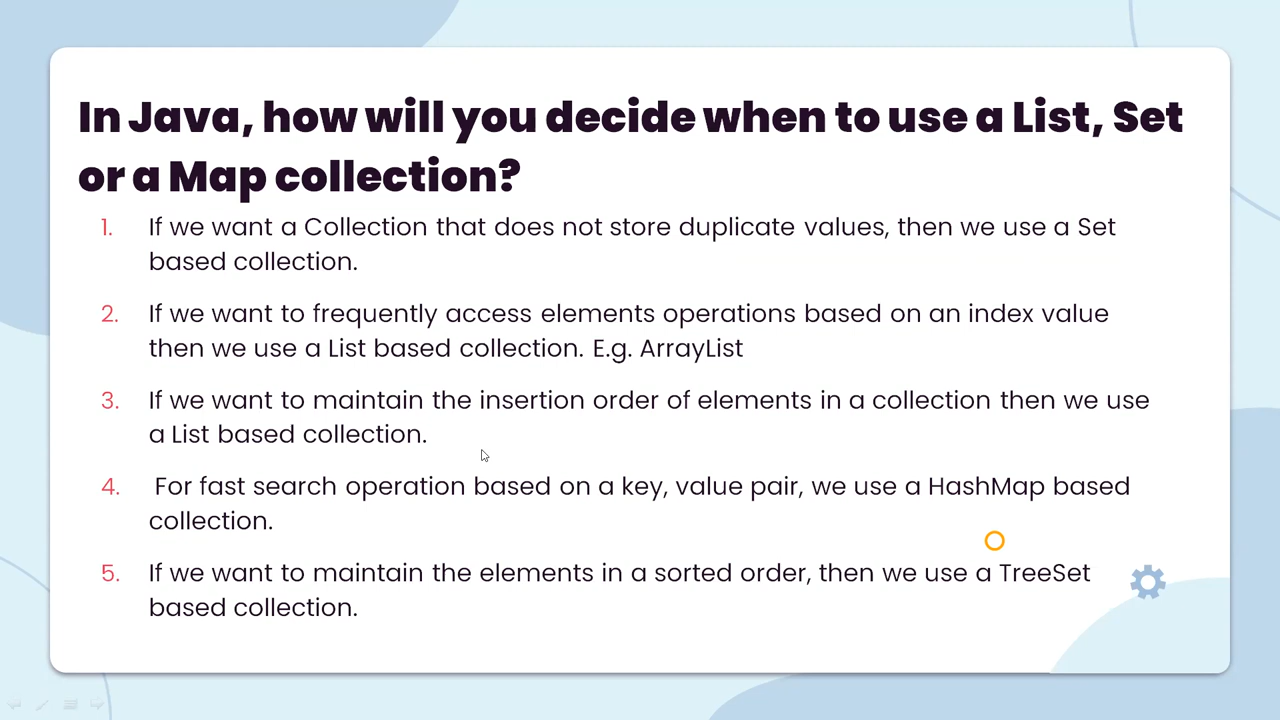 In Java, how will you decide when to use a List, Set
or a Map collection?
1. If we want a Collection that does not store duplicate values, then we use a Set
based collection.
2. If we want to frequently access elements operations based on an index value
then we use a List based collection. E.g. ArrayList
3. If we want to maintain the insertion order of elements in a collection then we use
a List based collection.
4. For fast search operation based on a key, value pair, we use a HashMap based
collection.
5. If we want to maintain the elements in a sorted order, then we use a TreeSet
based collection.